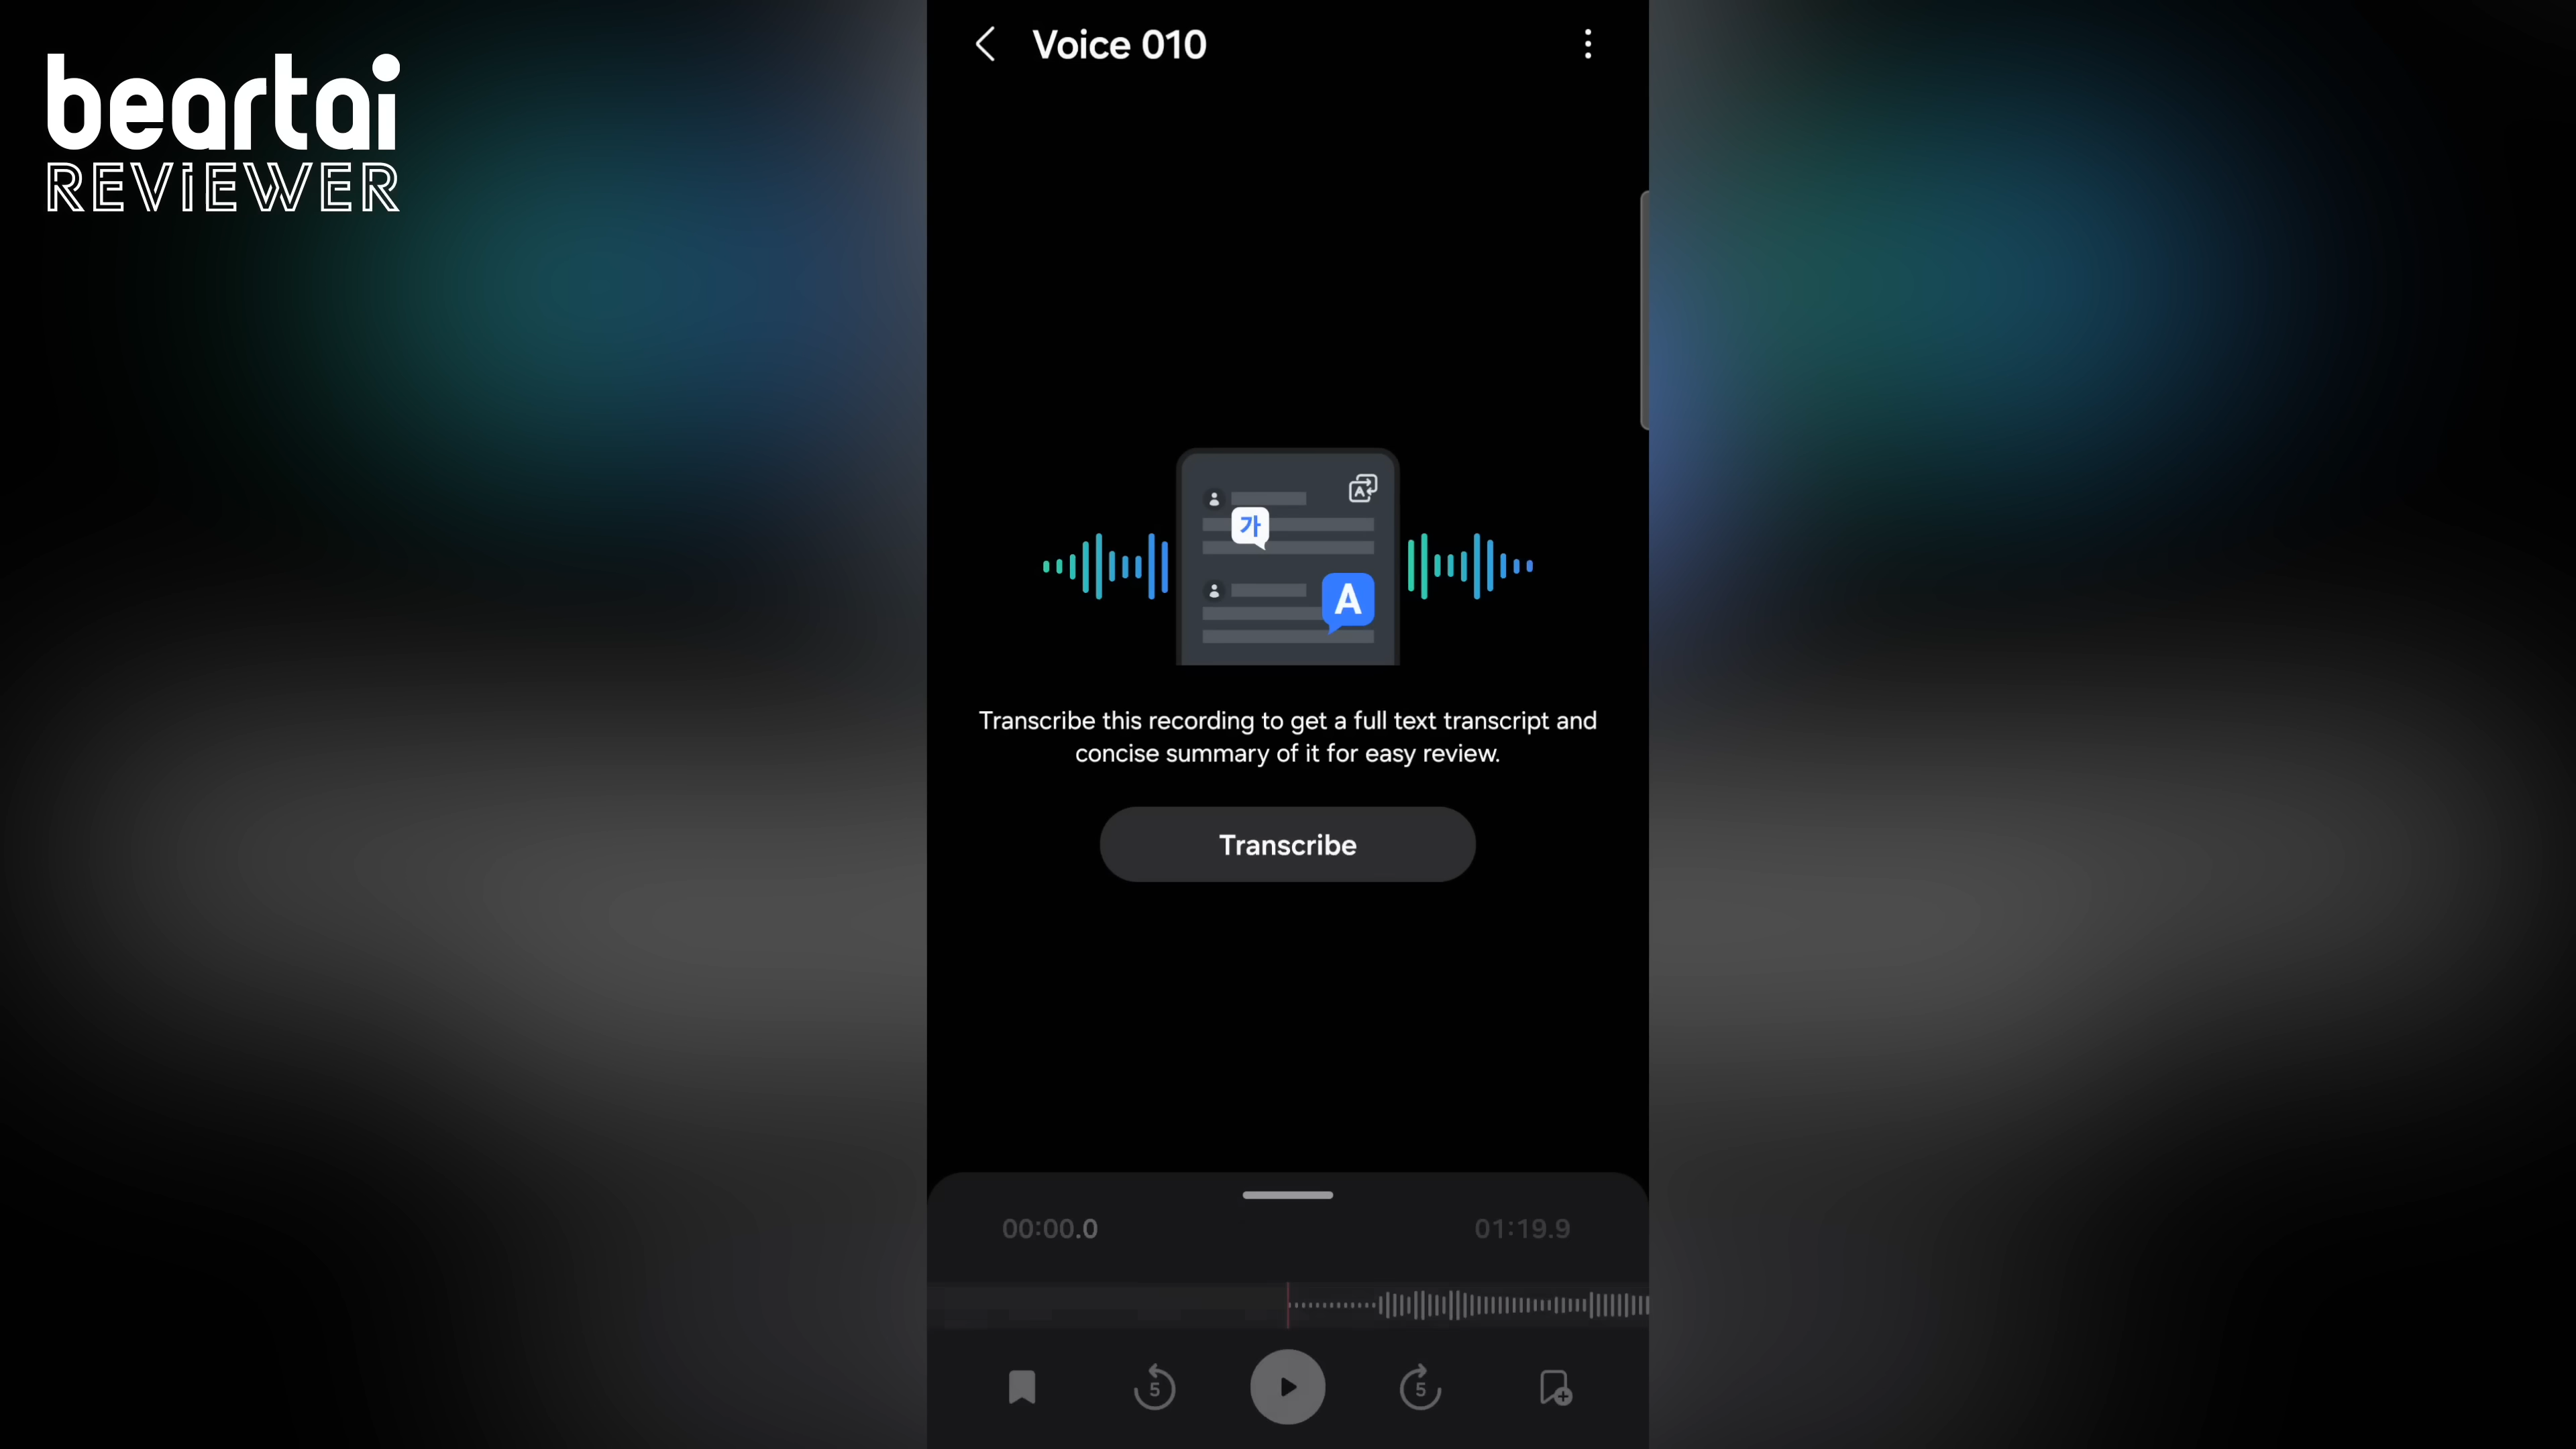 beartai
REViEWER
Voice 010
가
A
A
Transcribe this recording to get a full text transcript and
concise summary of it for easy review.
Transcribe
00:00.0
01:19.9
5
5